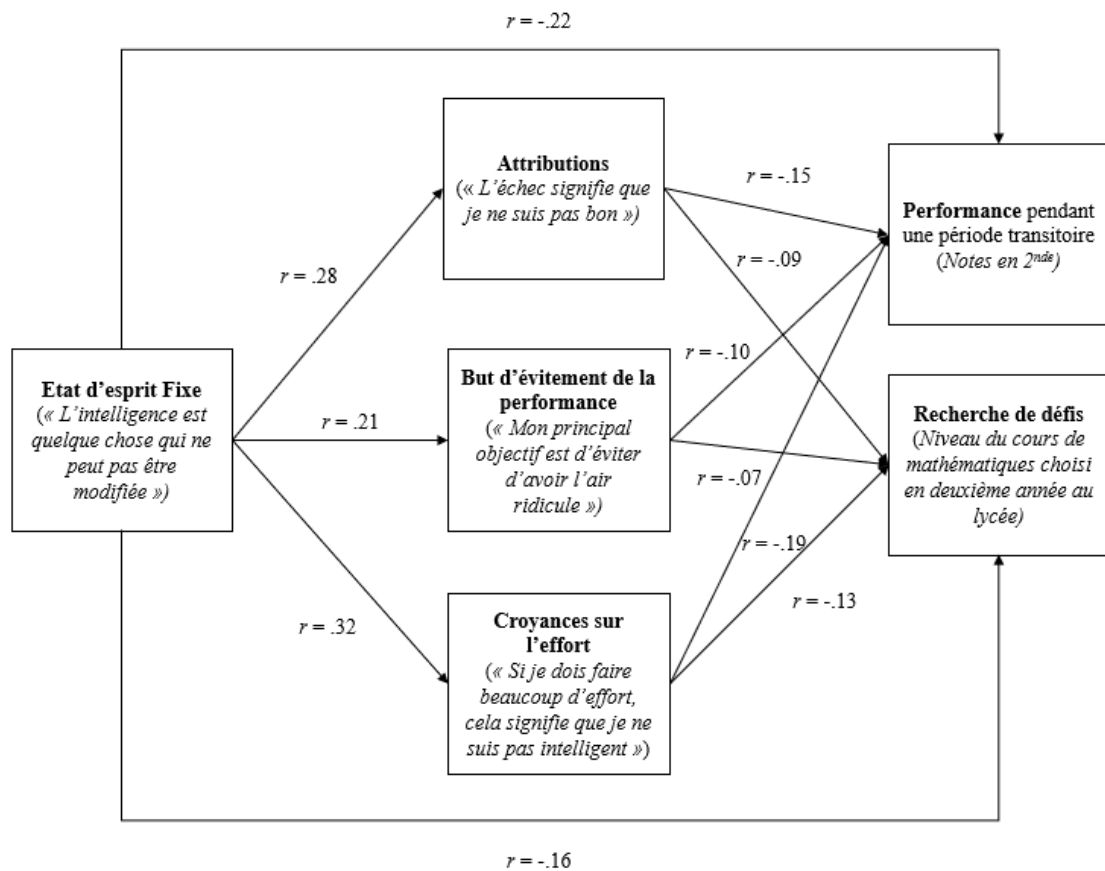 r = -.22
Attributions
(« L’échec signifie que
je ne suis pas bon »)
r = -.15
Performance pendant
une période transitoire
(Notes en 2nde)
r = -.09
r = .28
Etat d’esprit Fixe
(« L’intelligence est
quelque chose qui ne
peut pas être
modifiée »)
r = .21
But d’évitement de la
performance
(« Mon principal
objectif est d’éviter
d’avoir l’air
ridicule »)
r = -.10
r = -.07
Recherche de défis
(Niveau du cours de
mathématiques choisi
en deuxième année au
lycée)
r = -.19
r = -.13
r = .32
Croyances sur
l’effort
(« Si je dois faire
beaucoup d’effort,
cela signifie que je ne
suis pas intelligent »)
r = -.16